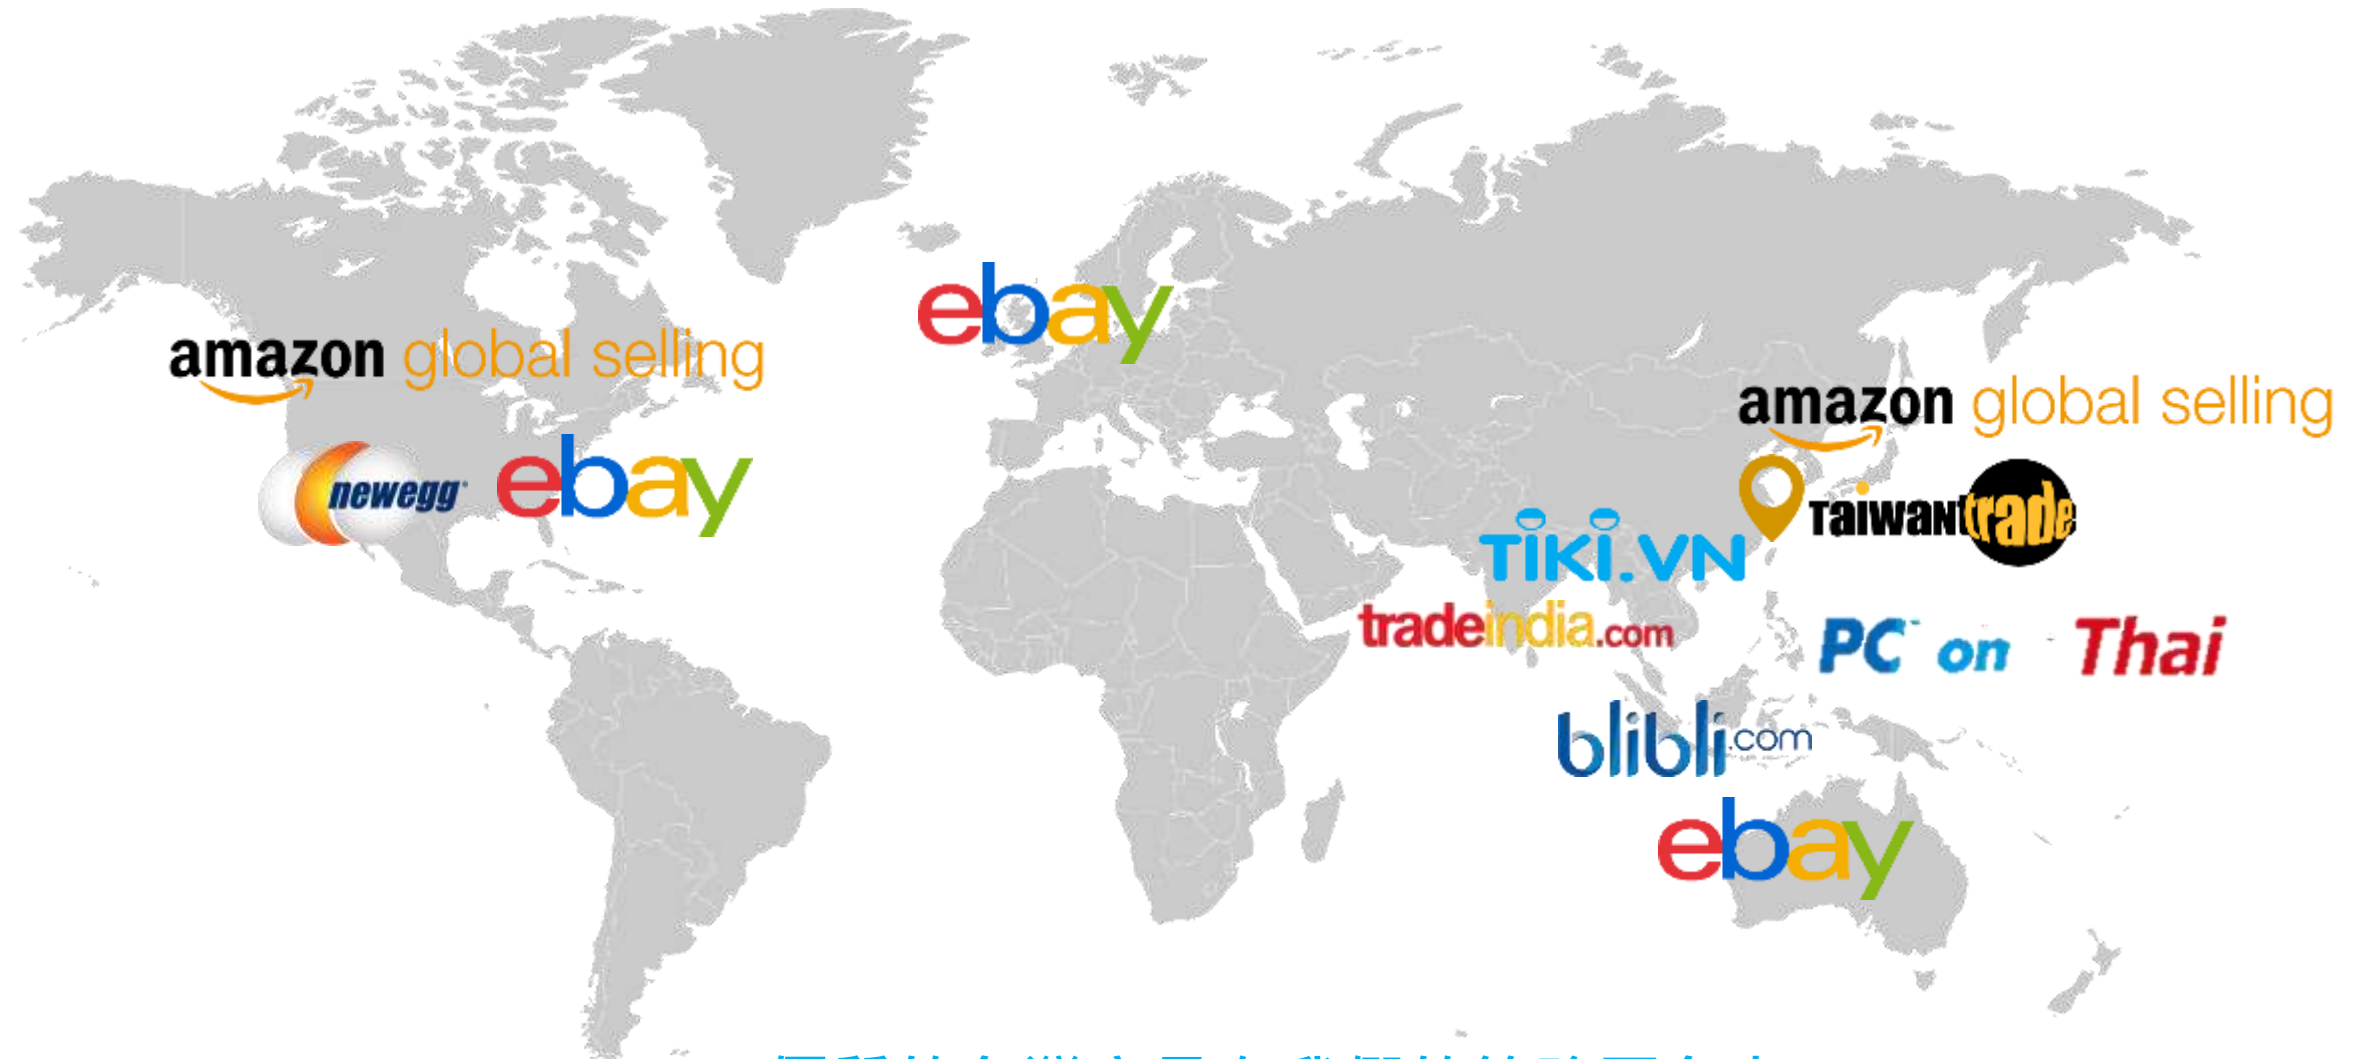 ebay
amazon global selling
amazon global selling
newegg
ebay
TAIWANtrade
TIKI.VN
tradeindia.com
PC on Thai
blibli.com
ebay